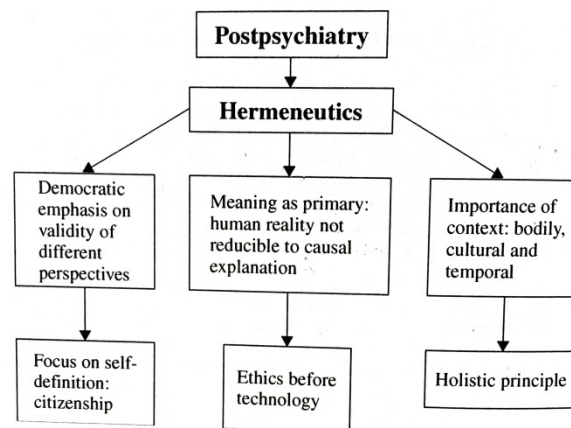 Postpsychiatry
Hermeneutics
Democratic
emphasis on
validity of
different
perspectives
Meaning as primary:
human reality not
reducible to causal
explanation
Importance of
context: bodily,
cultural and
temporal
Focus on self-
definition:
citizenship
Ethics before
technology
Holistic principle